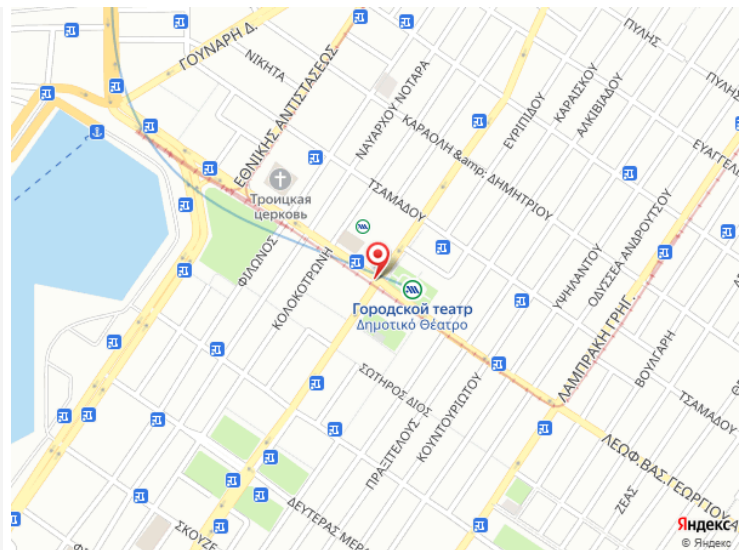 ΓΟΥΝΑΡΗ Δ.
ΝΙΚΗΤΑ
ΕΘΝΙΚΗΣ ΑΝΤΙΣΤΑΣΕΩΣ
ΝΑΥΑΡΧΟΥ ΝΟΤΑΡΑ
ΚΑΡΑΟΛΗ &amp; ΔΗΜΗΤΡΙΟΥ
ΕΥΡΙΠΙΔΟΥ
ΚΑΡΑΙΣΚΟΥ
ΑΛΚΙΒΙΑΔΟΥ
ΠΥΛΗΣ
ΠΥΛΗΣ
ΤΣΑΜΑΔΟΥ
Троицкая
церковь
ΦΙΛΩΝΟΣ
ΚΟΛΟΚΟΤΡΩΝΗ
Городской театр
Δημοτικό Θέατρο
ΥΨΗΛΑΝΤΟΥ
ΟΔΥΣΣΕΑ ΑΝΔΡΟΥΤΣΟΥ
ΛΑΜΠΡΑΚΗ ΓΡΗΓ.
ΒΟΥΛΓΑΡΗ
ΤΣΑΜΑΔΟΥ
ΣΩΤΗΡΟΣ ΔΙΟΣ
ΠΡΑΞΙΤΕΛΟΥΣ
ΚΟΥΝΤΟΥΡΙΩΤΟΥ
ΛΕΩΦ.ΒΑΣ.ΓΕΩΡΓΙΟΥ
ΖΕΑΣ
ΔΕΥΤΕΡΑΣ ΜΕΡΑ
ΣΚΟΥΖΕ
Яндекс
© Яндекс